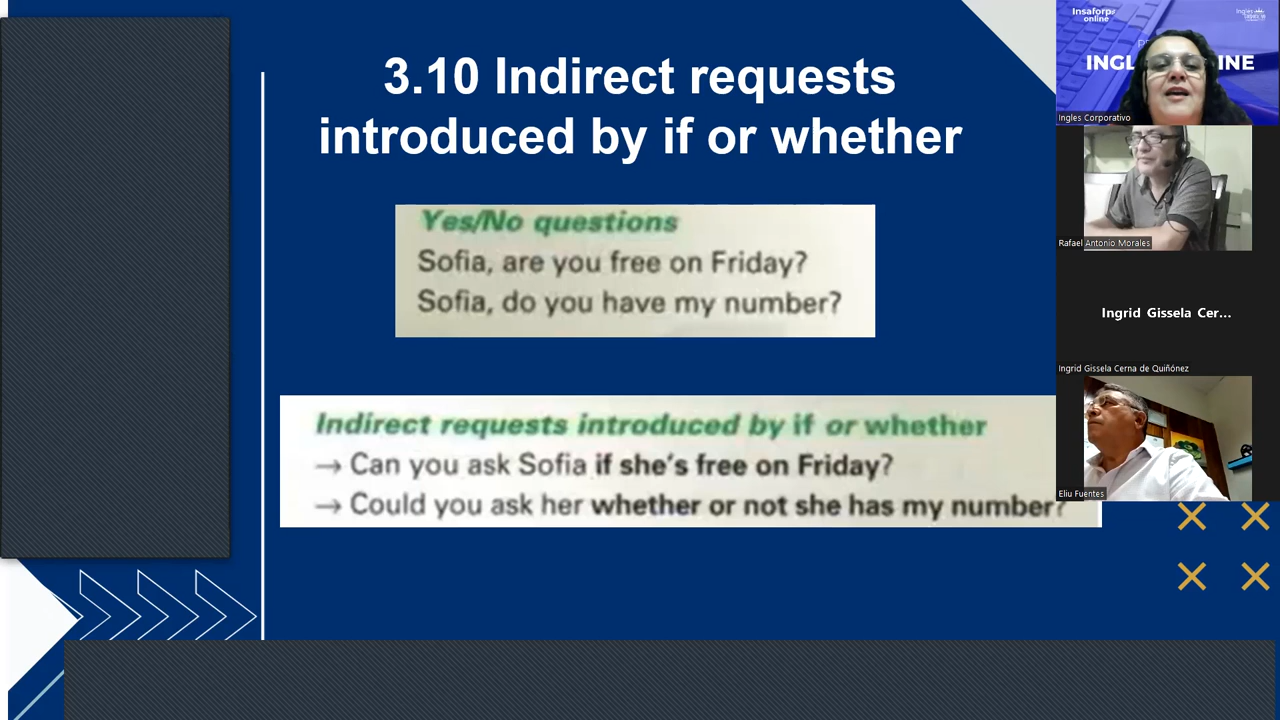 3.10 Indirect requests
introduced by if or whether
Yes/No questions
Sofia, are you free on Friday?
Sofia, do you have my number?
Indirect requests introduced by if or whether
→ Can you ask Sofia if she's free on Friday?
→ Could you ask her whether or not she has my number?
Insaforp
online
INGL INE
Ingles Corporativo
Rafael Antonio Morales
Ingrid Gissela Cer...
Ingrid Gissela Cerna de Quiñónez
Eliu Fuentes